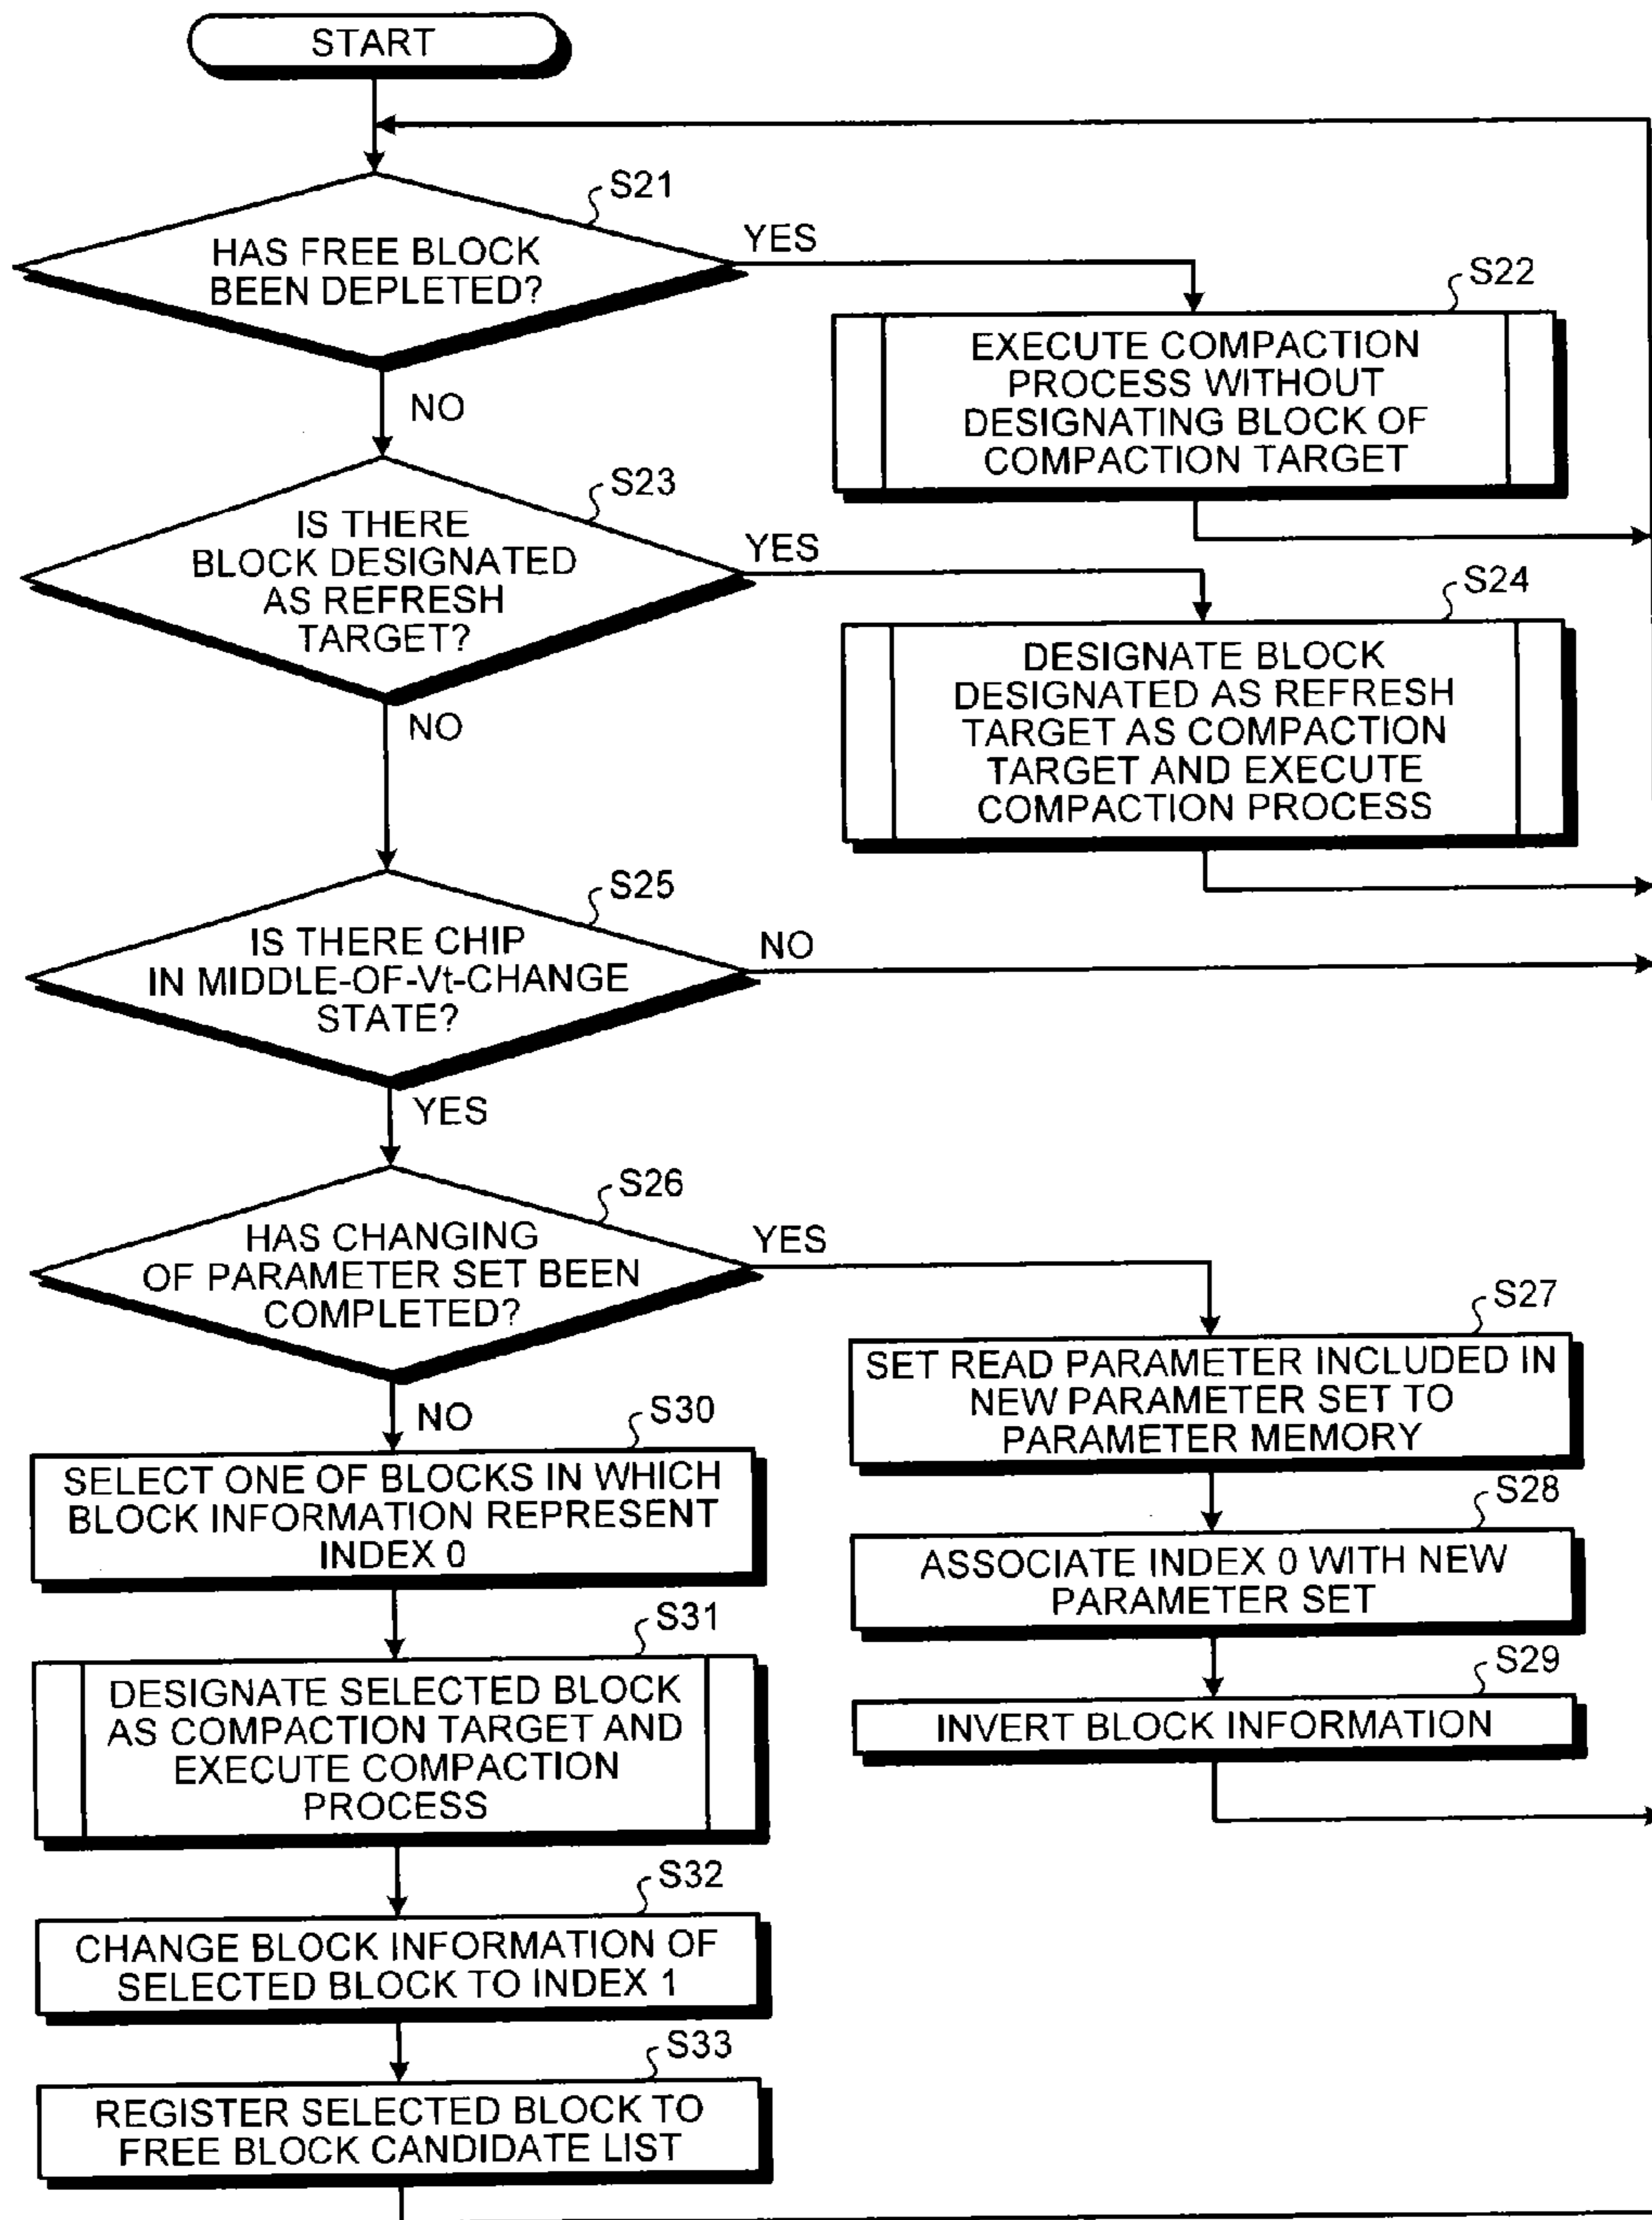 START
S21
HAS FREE BLOCK
BEEN DEPLETED?
YES
NO
S22
EXECUTE COMPACTION
PROCESS WITHOUT
DESIGNATING BLOCK OF
COMPACTION TARGET
S23
IS THERE
BLOCK DESIGNATED
AS REFRESH
TARGET?
YES
NO
S24
DESIGNATE BLOCK
DESIGNATED AS REFRESH
TARGET AS COMPACTION
TARGET AND EXECUTE
COMPACTION PROCESS
S25
IS THERE CHIP
IN MIDDLE-OF-Vt-CHANGE
STATE?
NO
YES
S26
HAS CHANGING
OF PARAMETER SET BEEN
COMPLETED?
YES
NO
S27
SET READ PARAMETER INCLUDED IN
NEW PARAMETER SET TO
PARAMETER MEMORY
S28
ASSOCIATE INDEX 0 WITH NEW
PARAMETER SET
S29
INVERT BLOCK INFORMATION
S30
SELECT ONE OF BLOCKS IN WHICH
BLOCK INFORMATION REPRESENT
INDEX 0
S31
DESIGNATE SELECTED BLOCK
AS COMPACTION TARGET AND
EXECUTE COMPACTION
PROCESS
S32
CHANGE BLOCK INFORMATION OF
SELECTED BLOCK TO INDEX 1
S33
REGISTER SELECTED BLOCK TO
FREE BLOCK CANDIDATE LIST